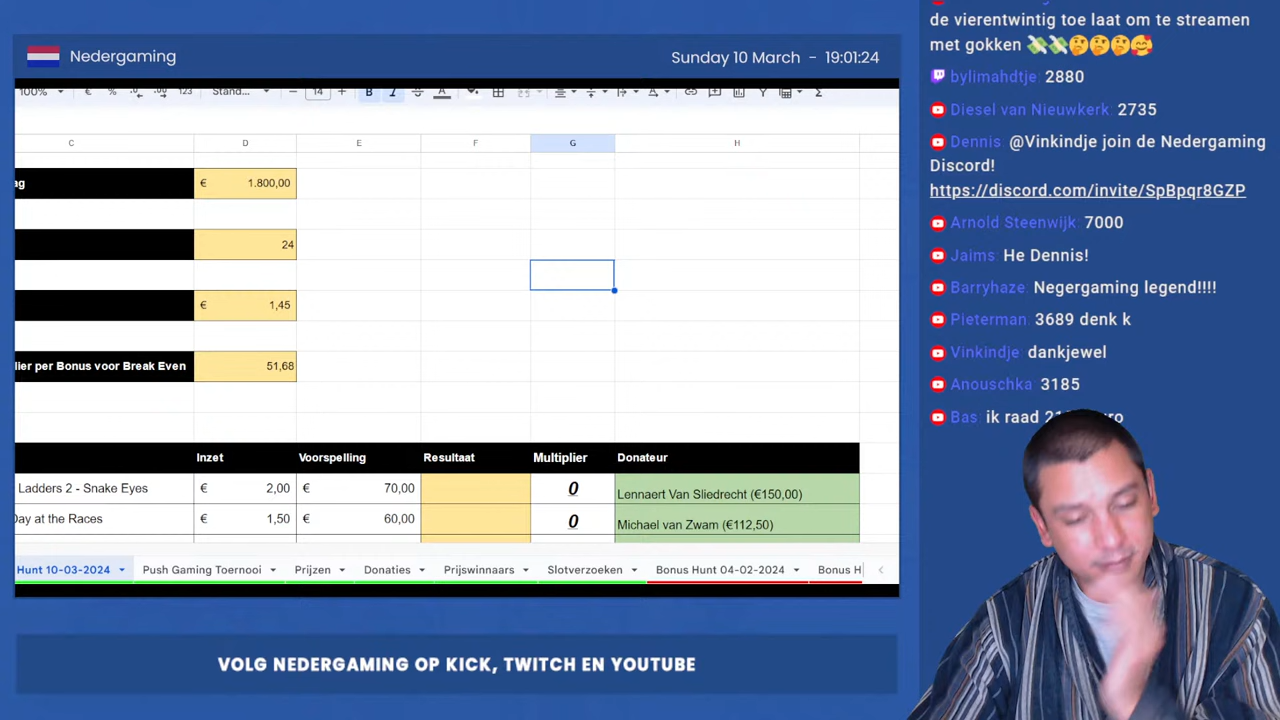 Nedergaming
Sunday 10 March - 19:01:24
100% € % .0 .00 123 Stand... − 14 + B I S A Σ
C D E F G H
ag € 1.800,00
24
€ 1,45
lier per Bonus voor Break Even 51,68
Inzet Voorspelling Resultaat Multiplier Donateur
Ladders 2 - Snake Eyes € 2,00 € 70,00 0 Lennaert Van Sliedrecht (€150,00)
Day at the Races € 1,50 € 60,00 0 Michael van Zwam (€112,50)
Hunt 10-03-2024 Push Gaming Toernooi Prijzen Donaties Prijswinnaars Slotverzoeken Bonus Hunt 04-02-2024 Bonus H
VOLG NEDERGAMING OP KICK, TWITCH EN YOUTUBE
de vierentwintig toe laat om te streamen
met gokken 💸💸🤔🤔🤔🥰
bylimahdtje: 2880
Diesel van Nieuwkerk: 2735
Dennis: @Vinkindje join de Nedergaming
Discord!
https://discord.com/invite/SpBpqr8GZP
Arnold Steenwijk: 7000
Jaims: He Dennis!
Barryhaze: Negergaming legend!!!!
Pieterman: 3689 denk k
Vinkindje: dankjewel
Anouschka: 3185
Bas: ik raad